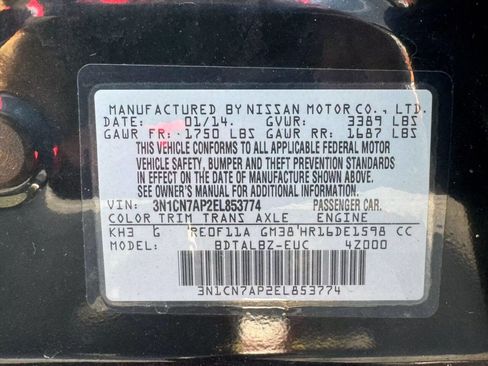 MANUFACTURED BY NISSAN MOTOR CO., LTD.
DATE: 01/14. GVWR: 3389 LBS
GAWR FR: 1750 LBS GAWR RR: 1687 LBS
THIS VEHICLE CONFORMS TO ALL APPLICABLE FEDERAL MOTOR
VEHICLE SAFETY, BUMPER AND THEFT PREVENTION STANDARDS
IN EFFECT ON THE DATE OF MANUFACTURE SHOWN ABOVE.
SEE OWNER'S MANUAL FOR ADDITIONAL INFORMATION.
VIN: 3N1CN7AP2EL853774 PASSENGER CAR.
COLOR TRIM TRANS AXLE ENGINE
KH3 G RE0F11A GM38 HR16DE1598 CC
MODEL: BDTALBZ-EUC 4Z000
3N1CN7AP2EL853774